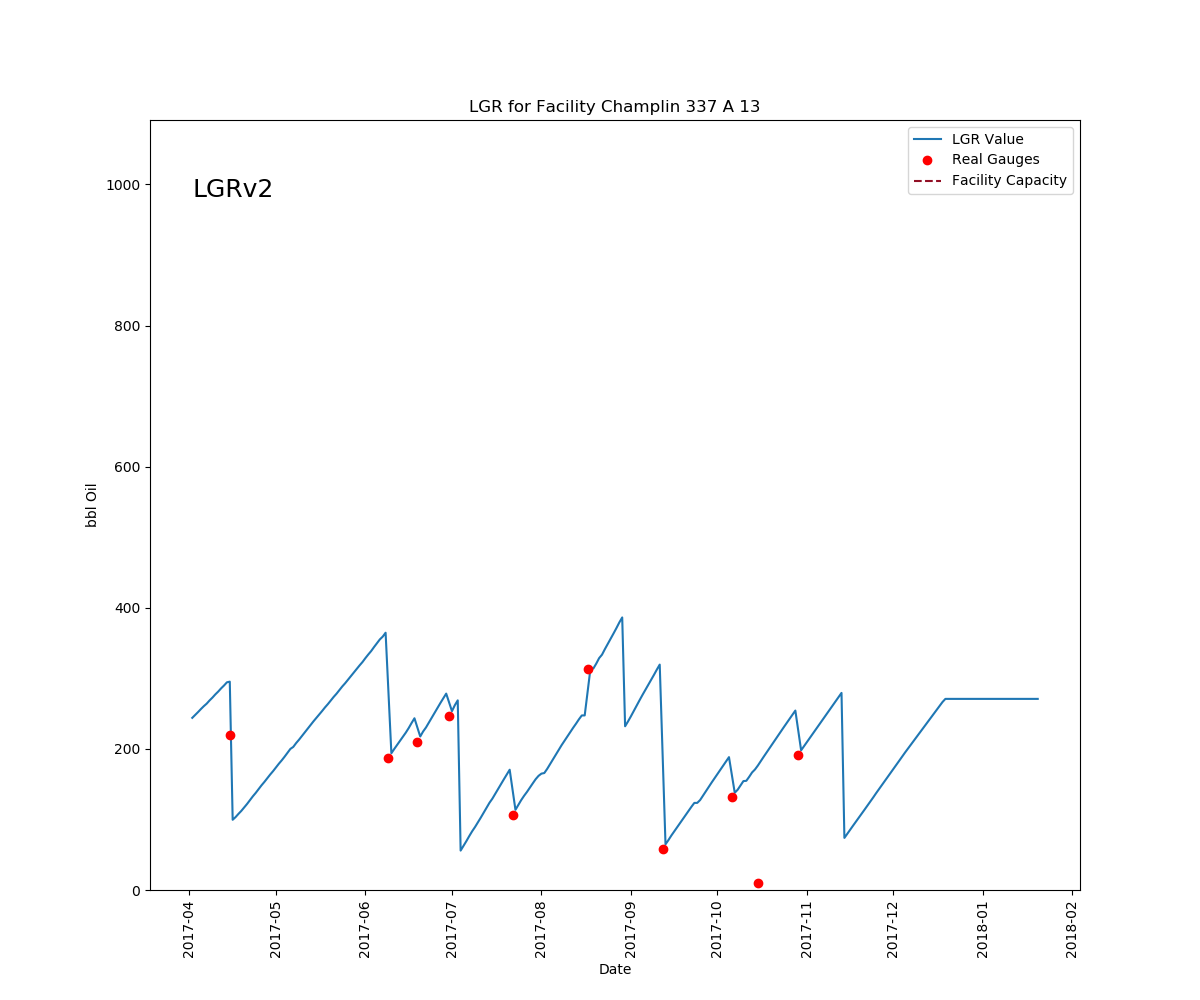 LGR for Facility Champlin 337 A 13
LGR Value
Real Gauges
Facility Capacity
LGRv2
1000
800
600
400
200
0
bbl Oil
2017-04
2017-05
2017-06
2017-07
2017-08
2017-09
2017-10
2017-11
2017-12
2018-01
2018-02
Date